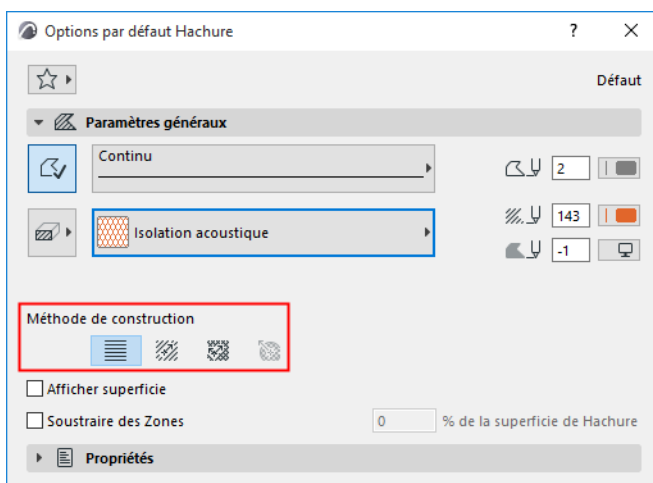 Options par défaut Hachure ?
Défaut
Paramètres généraux
Continu
2
Isolation acoustique
143
-1
Méthode de construction
Afficher superficie
Soustraire des Zones 0 % de la superficie de Hachure
Propriétés